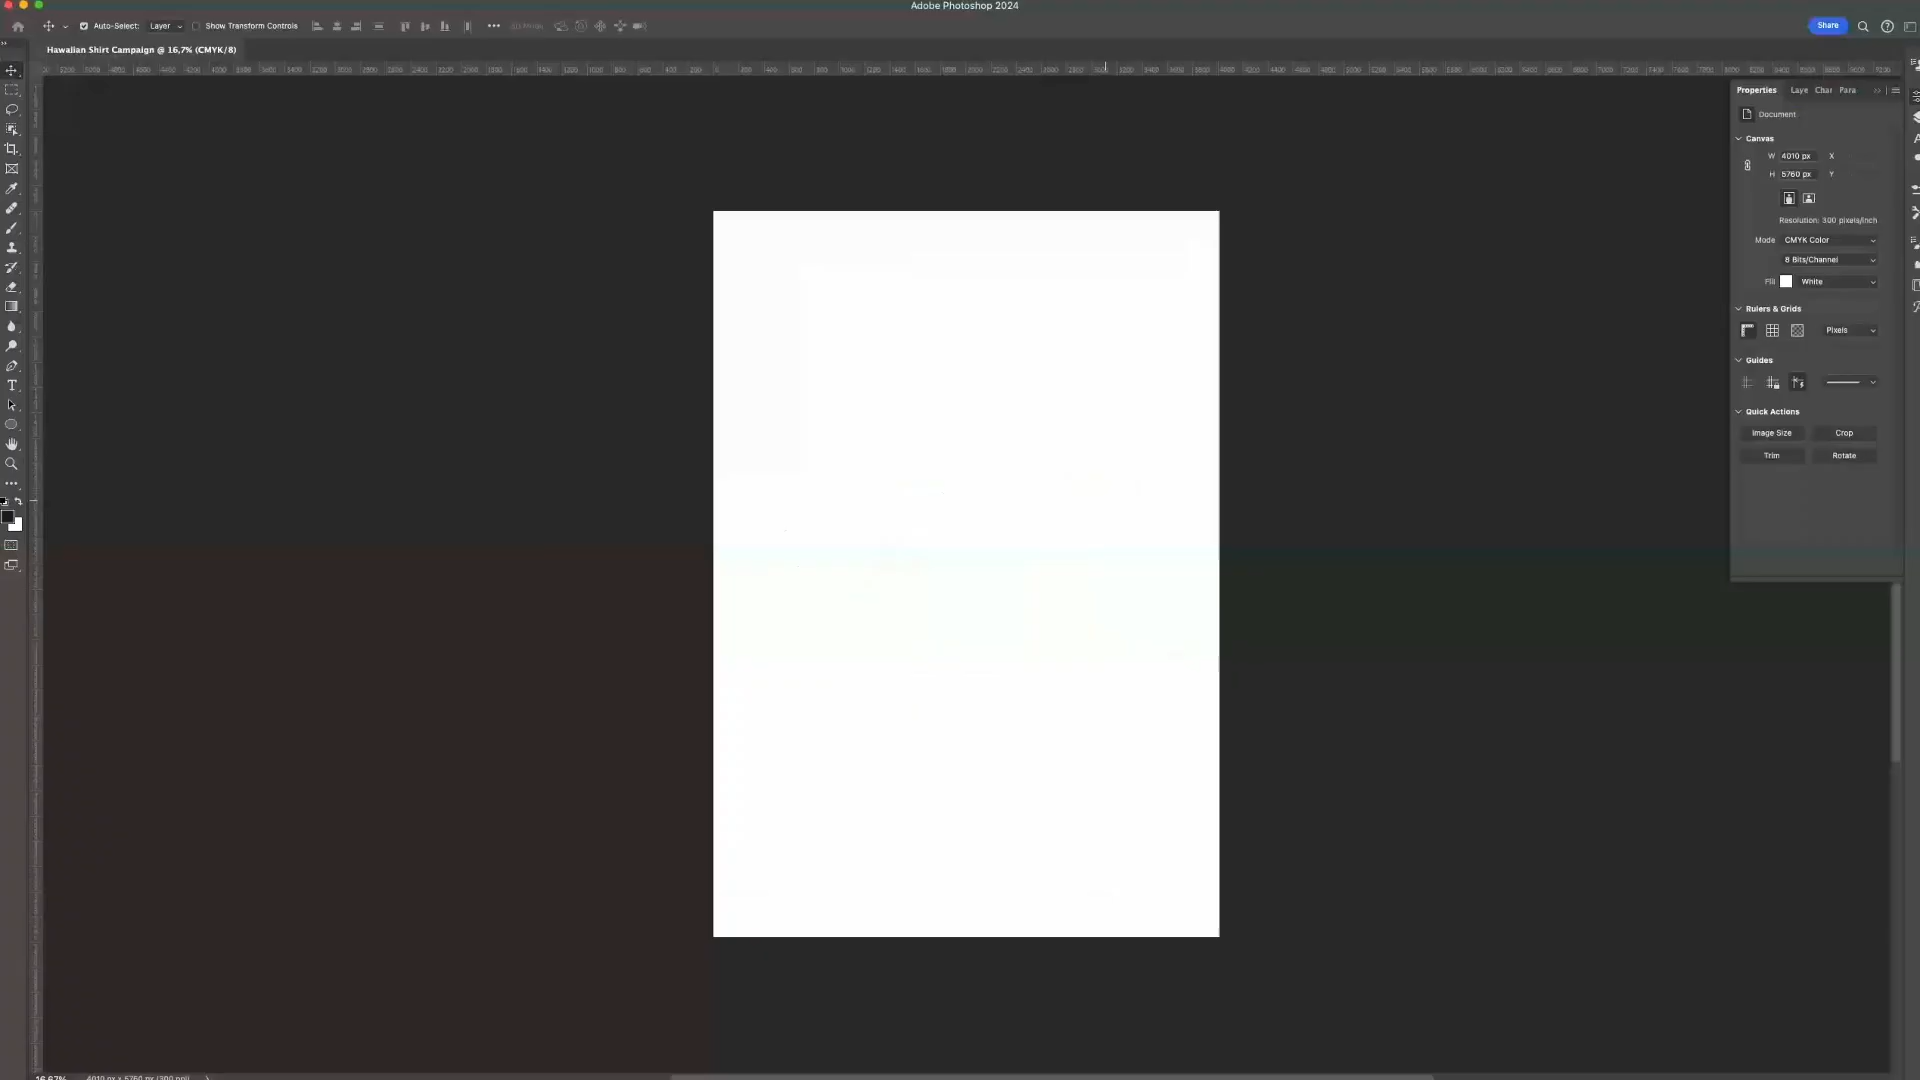 Adobe Photoshop 2024
Auto-Select: Layer Show Transform Controls
Share
Hawaiian Shirt Campaign @ 16,7% (CMYK/8)
Properties Laye Char Para
Document
Canvas
W 4010 px X
H 5760 px Y
Resolution: 300 pixels/inch
Mode CMYK Color
8 Bits/Channel
Fill White
Rulers & Grids
Pixels
Guides
Quick Actions
Image Size Crop
Trim Rotate
16,67% 4010 px x 5760 px (300 ppi)